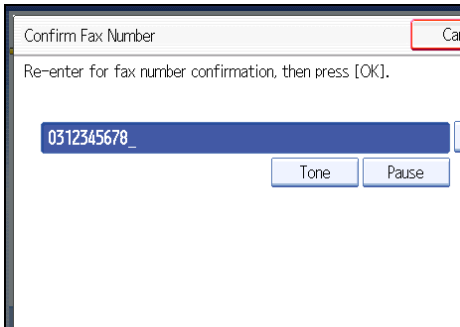 Confirm Fax Number
Re-enter for fax number confirmation, then press [OK].
0312345678_
Tone Pause